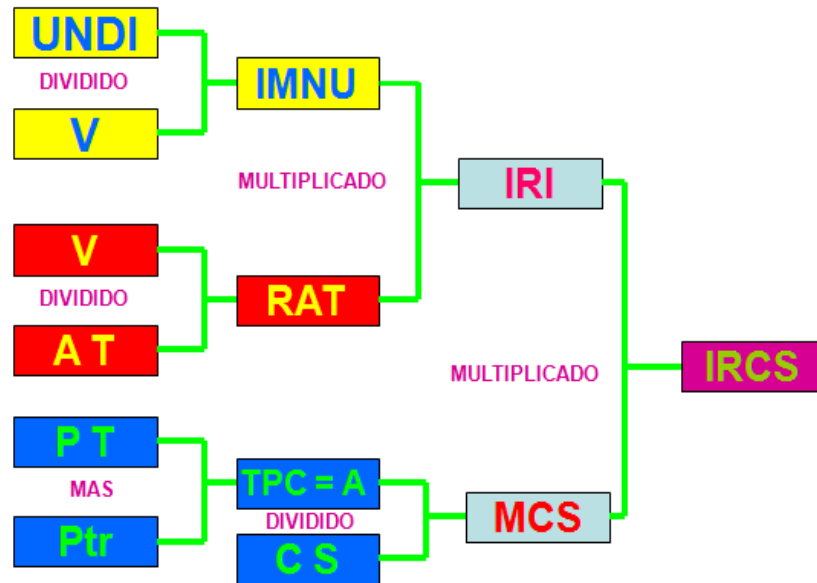 UNDI
DIVIDIDO
V
IMNU
MULTIPLICADO
V
DIVIDIDO
A T
RAT
IRI
P T
MAS
Ptr
TPC = A
DIVIDIDO
C S
MCS
MULTIPLICADO
IRCS